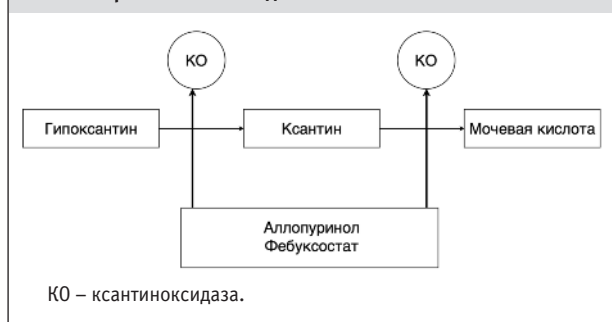 КО
КО
Гипоксантин
Ксантин
Мочевая кислота
Аллопуринол
Фебуксостат
КО – ксантиноксидаза.